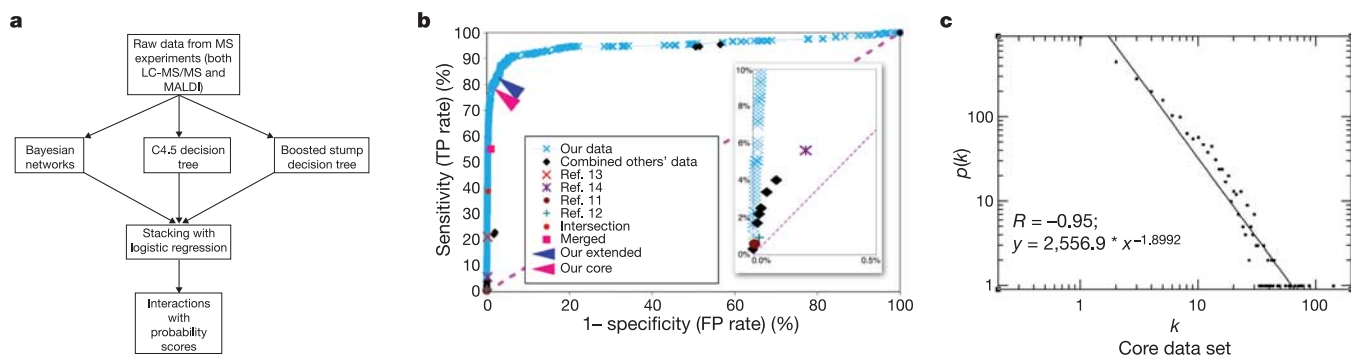 a
Raw data from MS
experiments (both
LC-MS/MS and
MALDI)
Bayesian
networks
C4.5 decision
tree
Boosted stump
decision tree
Stacking with
logistic regression
Interactions
with
probability
scores
b
Sensitivity (TP rate) (%)
100
90
80
70
60
50
40
30
20
10
0
0
20
40
60
80
100
1– specificity (FP rate) (%)
Our data
Combined others' data
Ref. 13
Ref. 14
Ref. 11
Ref. 12
Intersection
Merged
Our extended
Our core
10%
8%
6%
4%
2%
0%
0.0%
0.5%
c
p(k)
100
10
1
1
10
100
R = –0.95;
y = 2,556.9 * x–1.8992
k
Core data set